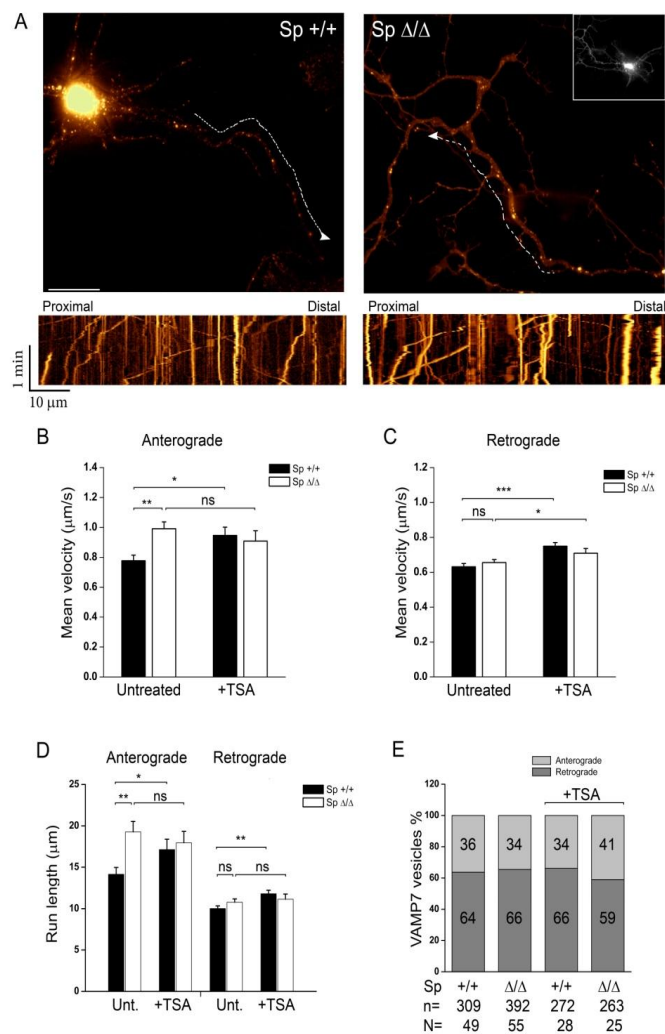 A
Sp +/+
Sp Δ/Δ
Proximal
Distal
Proximal
Distal
1 min
10 μm
B
Anterograde
Sp +/+
Sp Δ/Δ
Mean velocity (μm/s)
1.4
1.2
1.0
0.8
0.6
0.4
0.2
0.0
*
**
ns
Untreated
+TSA
C
Retrograde
Sp +/+
Sp Δ/Δ
Mean velocity (μm/s)
1.2
1.0
0.8
0.6
0.4
0.2
0.0
***
ns
*
Untreated
+TSA
D
Anterograde
Retrograde
Sp +/+
Sp Δ/Δ
Run length (μm)
25
20
15
10
5
0
*
**
ns
**
ns
ns
Unt.
+TSA
Unt.
+TSA
E
Anterograde
Retrograde
+TSA
VAMP7 vesicles %
120
100
80
60
40
20
0
36
34
34
41
64
66
66
59
Sp +/+ Δ/Δ +/+ Δ/Δ
n= 309 392 272 263
N= 49 55 28 25